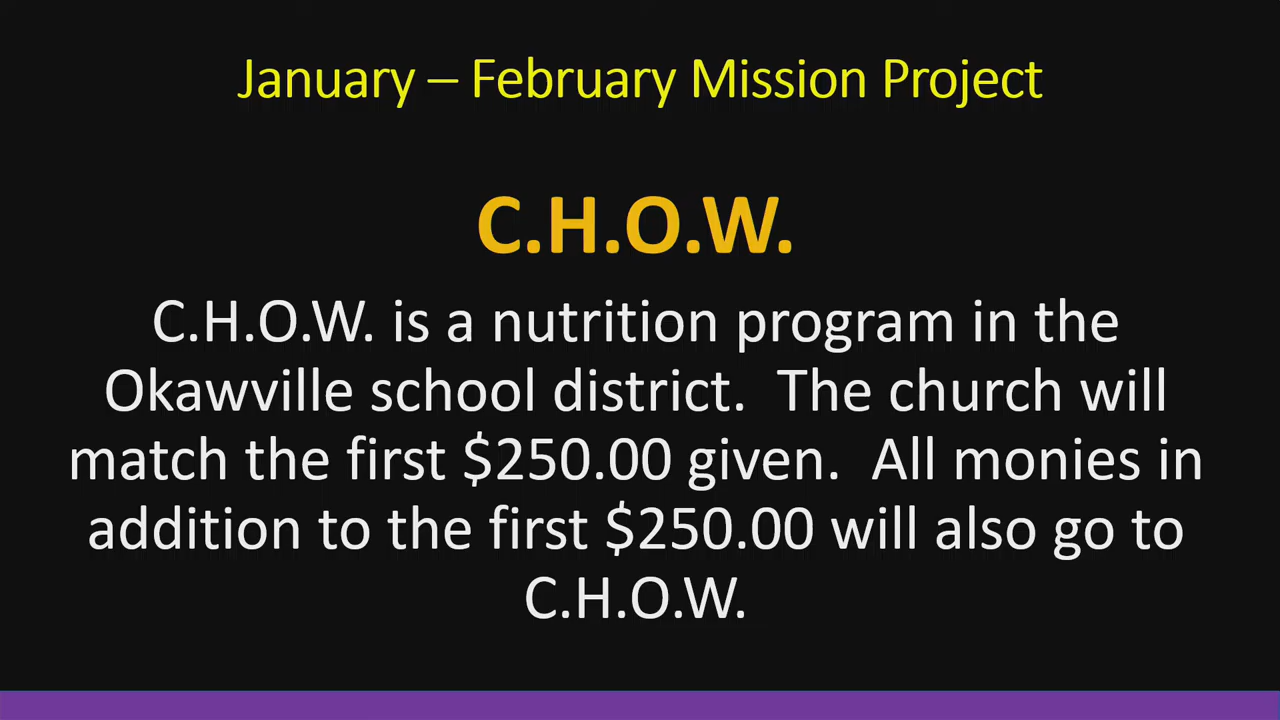 January – February Mission Project
C.H.O.W.
C.H.O.W. is a nutrition program in the
Okawville school district.  The church will
match the first $250.00 given.  All monies in
addition to the first $250.00 will also go to
C.H.O.W.